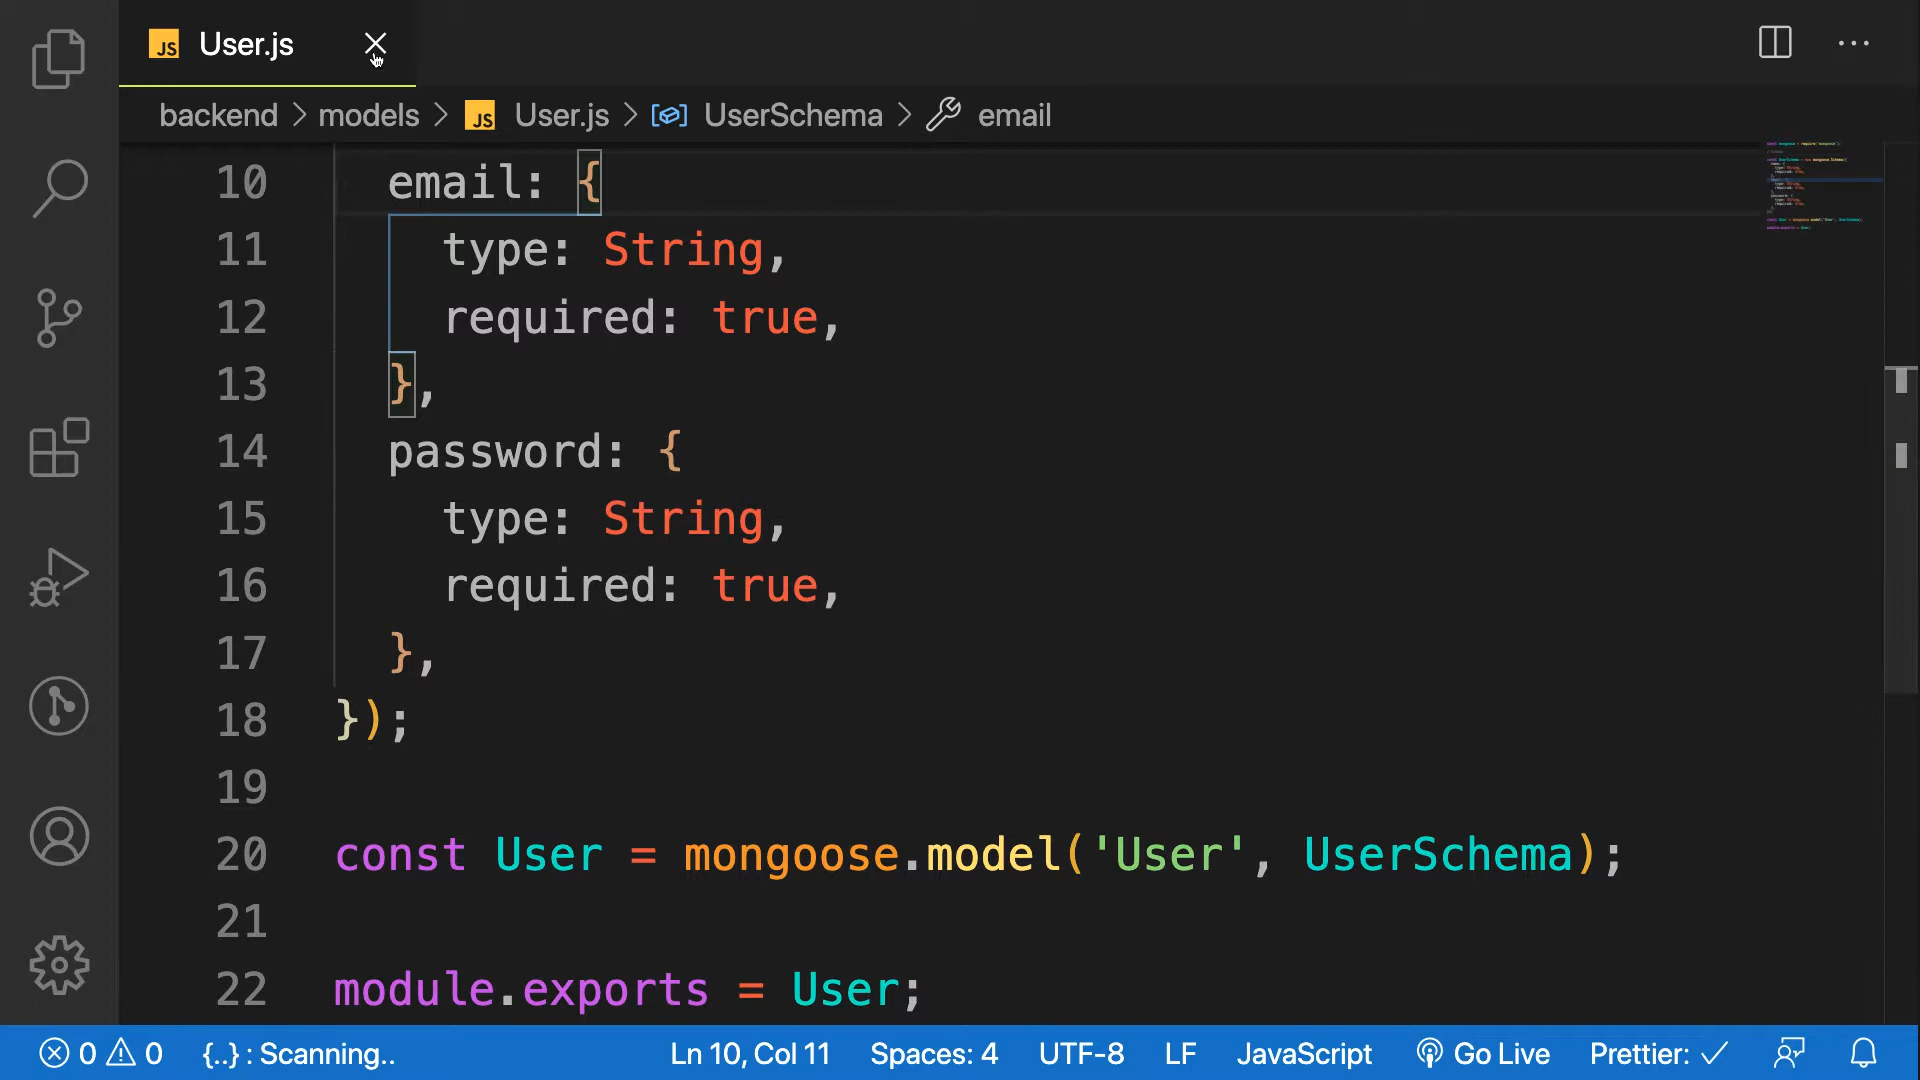 JS User.js
backend > models > JS User.js > UserSchema > email
10 email: {
11 type: String,
12 required: true,
13 },
14 password: {
15 type: String,
16 required: true,
17 },
18 });
19
20 const User = mongoose.model('User', UserSchema);
21
22 module.exports = User;
0 0 {..} : Scanning.. Ln 10, Col 11 Spaces: 4 UTF-8 LF JavaScript Go Live Prettier: ✓